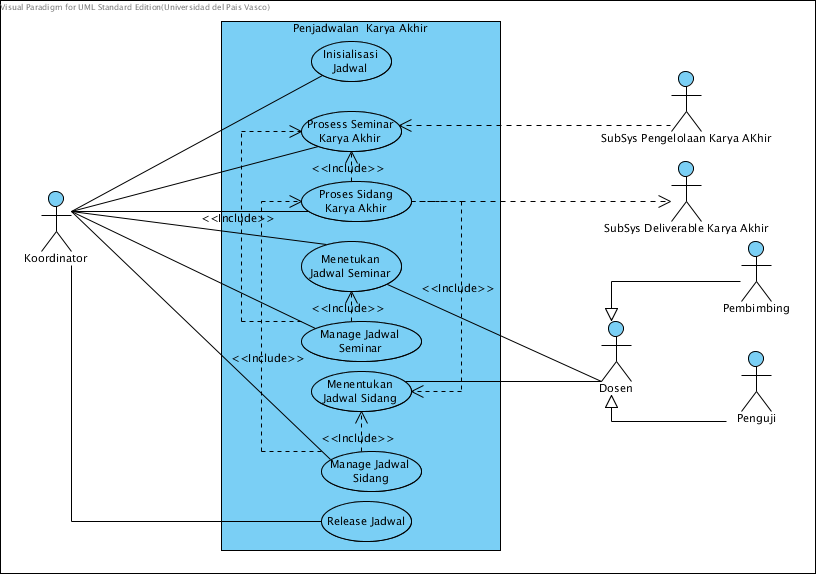 Visual Paradigm for UML Standard Edition(Universidad del Pais Vasco)
Penjadwalan Karya Akhir
Inisialisasi
Jadwal
Prosess Seminar
Karya Akhir
SubSys Pengelolaan Karya AKhir
<<Include>>
Proses Sidang
Karya Akhir
<<Include>>
SubSys Deliverable Karya Akhir
Koordinator
Menetukan
Jadwal Seminar
<<Include>>
<<Include>>
Pembimbing
Manage Jadwal
Seminar
<<Include>>
Menentukan
Jadwal Sidang
Dosen
Penguji
<<Include>>
Manage Jadwal
Sidang
Release Jadwal